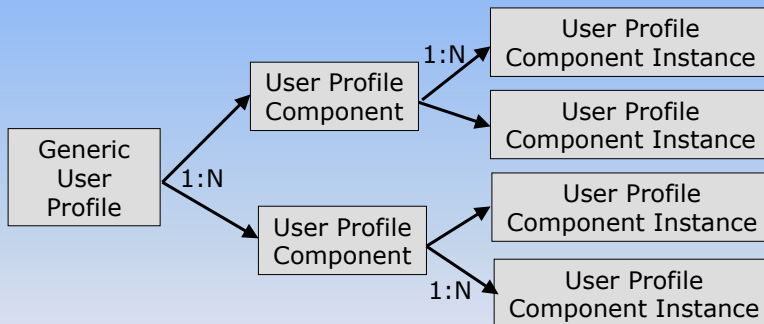 User Profile
Component Instance
1:N
User Profile
Component
User Profile
Component Instance
Generic
User
Profile
1:N
User Profile
Component Instance
User Profile
Component
1:N
User Profile
Component Instance